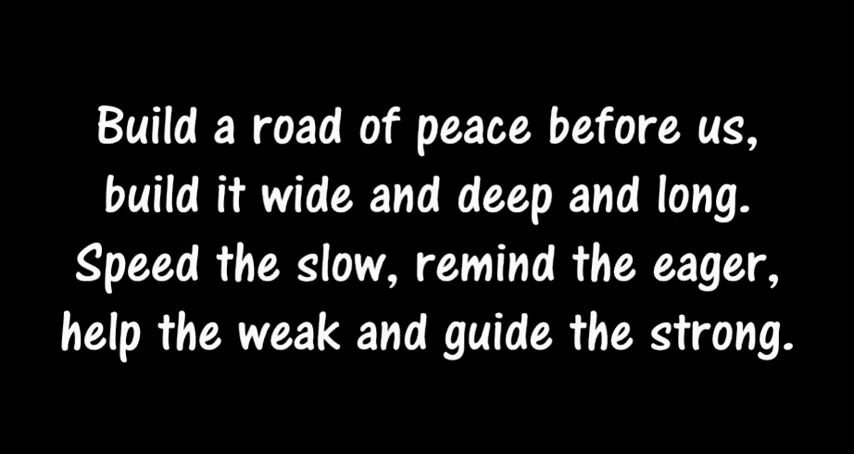 Build a road of peace before us,
build it wide and deep and long.
Speed the slow, remind the eager,
help the weak and guide the strong.